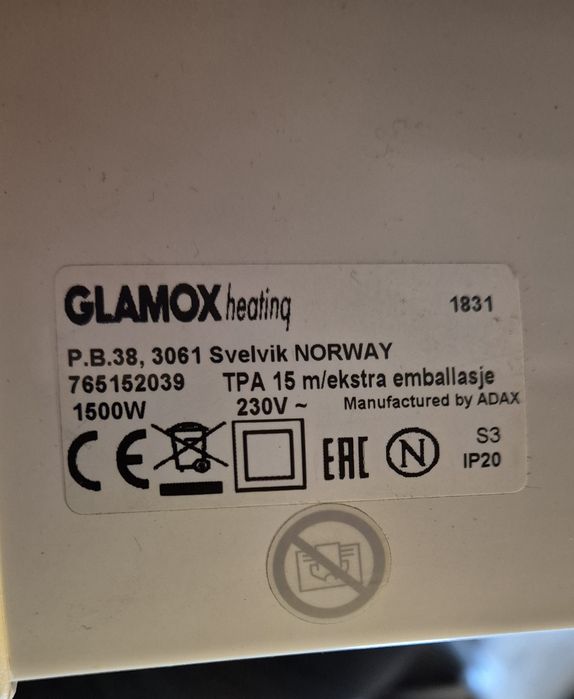 GLAMOX heating
1831
P.B.38, 3061 Svelvik NORWAY
765152039 TPA 15 m/ekstra emballasje
1500W 230V ~ Manufactured by ADAX
CE EAC N S3
IP20